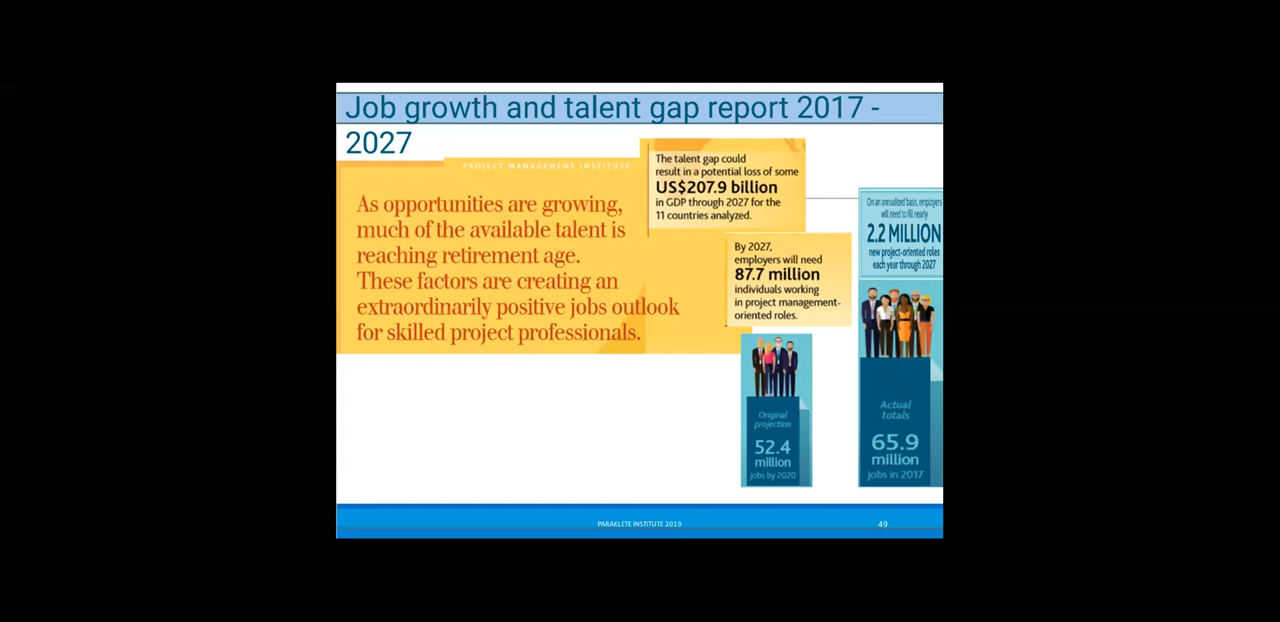 Job growth and talent gap report 2017 -
2027
PROJECT MANAGEMENT INSTITUTE
As opportunities are growing,
much of the available talent is
reaching retirement age.
These factors are creating an
extraordinarily positive jobs outlook
for skilled project professionals.
The talent gap could
result in a potential loss of some
US$207.9 billion
in GDP through 2027 for the
11 countries analyzed.
By 2027,
employers will need
87.7 million
individuals working
in project management-
oriented roles.
On an annualized basis, employers
will need to fill nearly
2.2 MILLION
new project-oriented roles
each year through 2027
Original
projection
52.4
million
jobs by 2020
Actual
totals
65.9
million
jobs in 2017
PARAKLETE INSTITUTE 2019
49